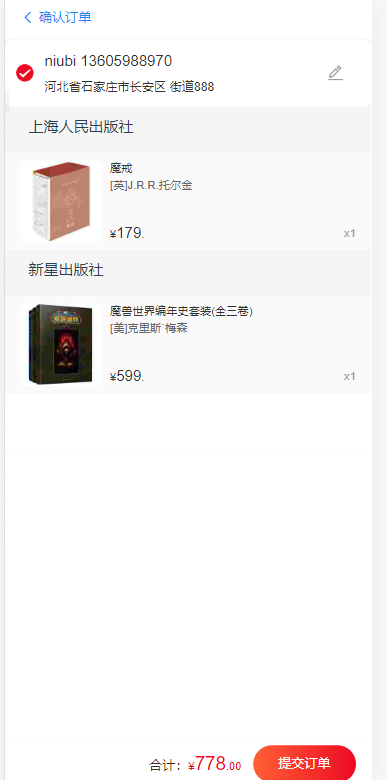 确认订单
niubi 13605988970
河北省石家庄市长安区 街道888
上海人民出版社
魔戒
[英]J.R.R.托尔金
¥179.
x1
新星出版社
魔兽世界编年史套装(全三卷)
[美]克里斯·梅森
¥599.
x1
合计：¥778.00
提交订单